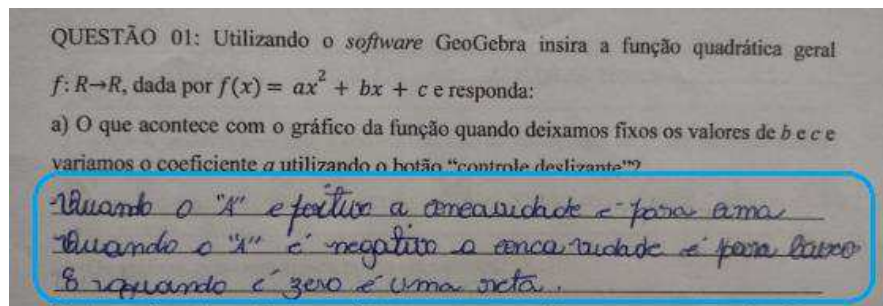 QUESTÃO 01: Utilizando o software GeoGebra insira a função quadrática geral
f: R→R, dada por f(x) = ax² + bx + c e responda:
a) O que acontece com o gráfico da função quando deixamos fixos os valores de b e c e
variamos o coeficiente a utilizando o botão “controle deslizante”?
Quando o "A" e positivo a concavidade e para cima
Quando o "A" é negativo a concavidade é para baixo
E quando é zero é uma reta.